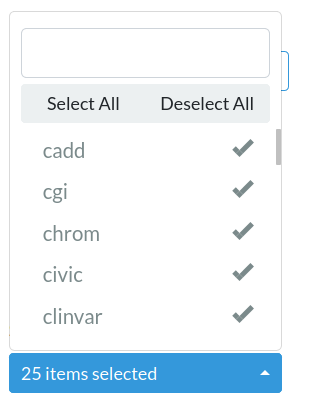 Select All Deselect All
cadd
cgi
chrom
civic
clinvar
25 items selected